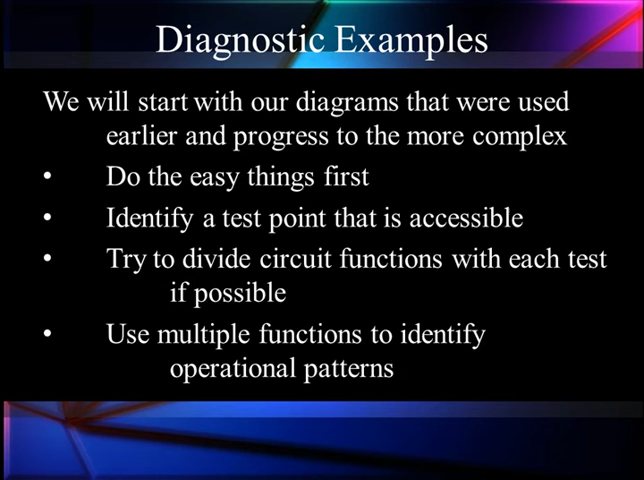 Diagnostic Examples
We will start with our diagrams that were used
earlier and progress to the more complex
• Do the easy things first
• Identify a test point that is accessible
• Try to divide circuit functions with each test
if possible
• Use multiple functions to identify
operational patterns